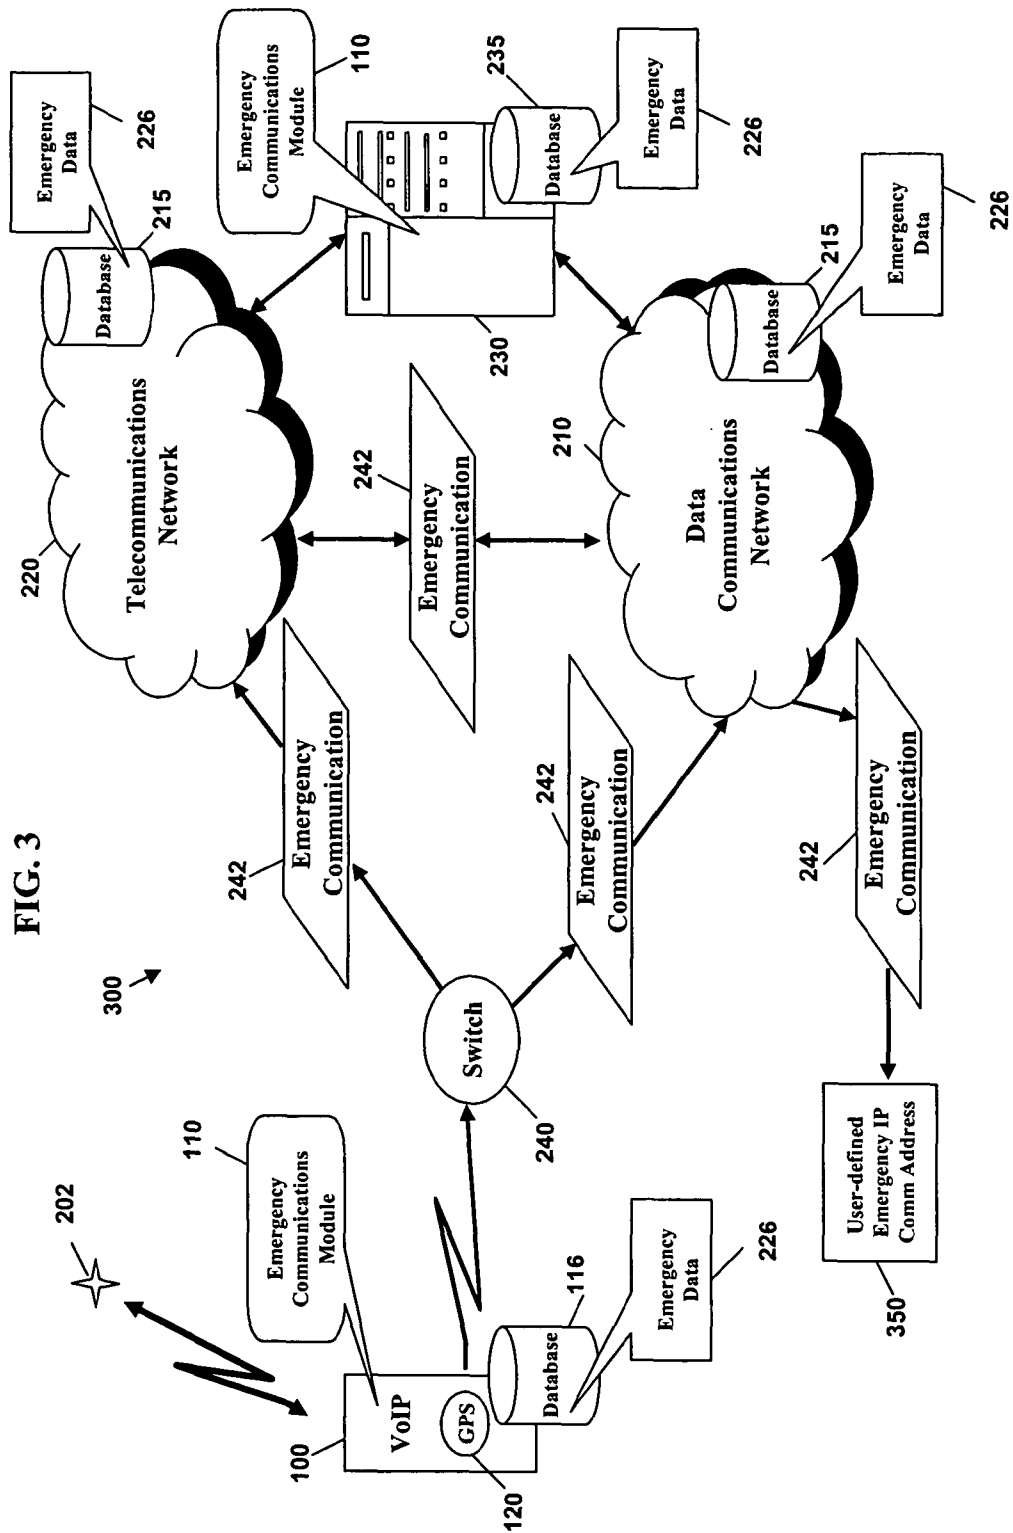 FIG. 3
300
202
110
Emergency
Communications
Module
100
VoIP
GPS
120
Database
116
Emergency
Data
226
Switch
240
242
Emergency
Communication
242
Emergency
Communication
242
Emergency
Communication
242
Emergency
Communication
User-defined
Emergency IP
Comm Address
350
220
Telecommunications
Network
Database
215
Emergency
Data
226
210
Data
Communications
Network
Database
215
Emergency
Data
226
230
Emergency
Communications
Module
110
Database
235
Emergency
Data
226